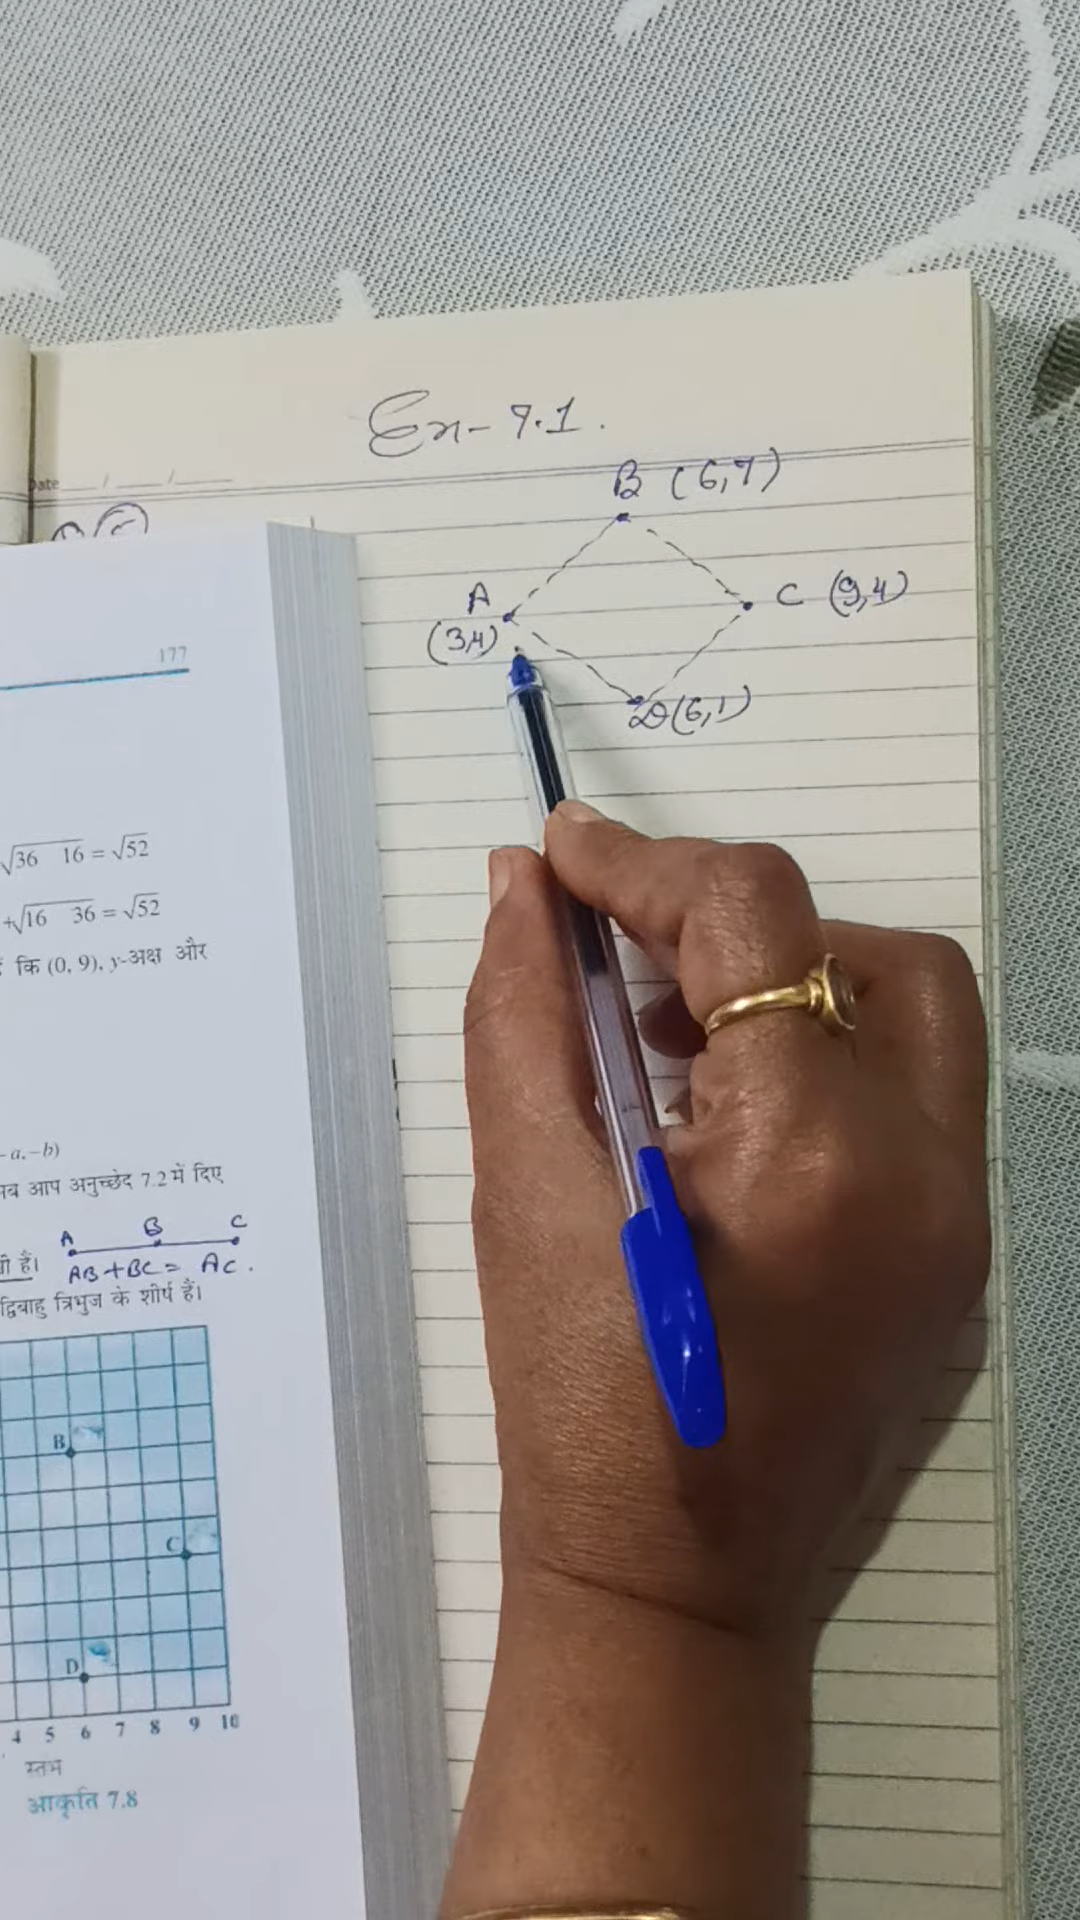 Ex-7.1.
Date / /
B (6,7)
A
C (9,4)
(3,4)
D(6,1)
177
√36 16 = √52
+√16 36 = √52
कि (0, 9), y-अक्ष और
-a, -b)
अब आप अनुच्छेद 7.2 में दिए
A B C
है।
AB+BC= AC.
द्विबाहु त्रिभुज के शीर्ष हैं।
B
C
D
4 5 6 7 8 9 10
स्तंभ
आकृति 7.8